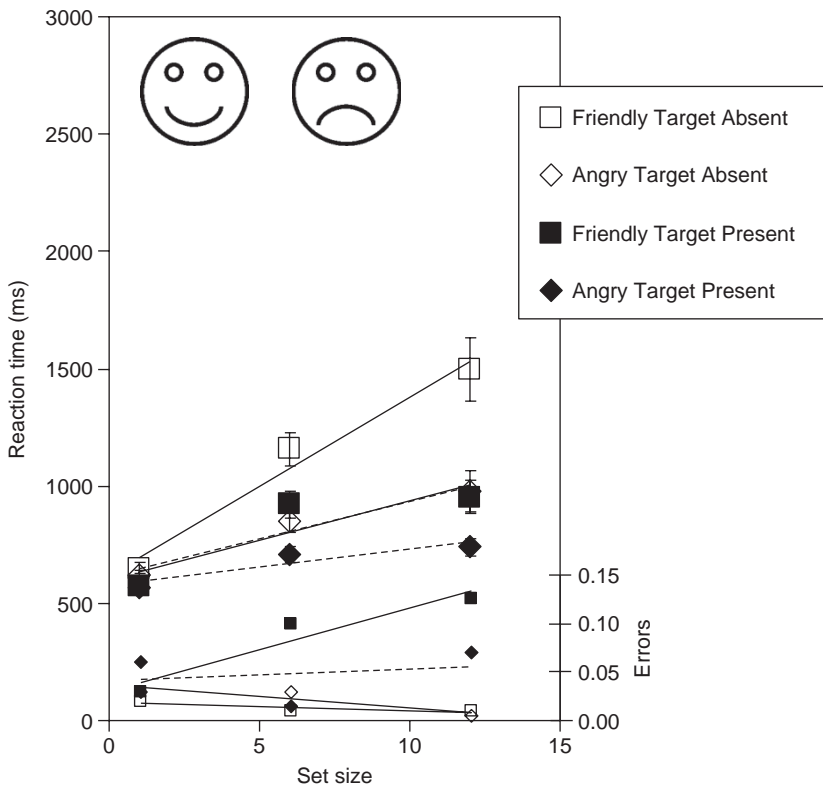 3000
2500
2000
1500
1000
500
0
Reaction time (ms)
Friendly Target Absent
Angry Target Absent
Friendly Target Present
Angry Target Present
0.15
0.10
0.05
0.00
Errors
0
5
10
15
Set size